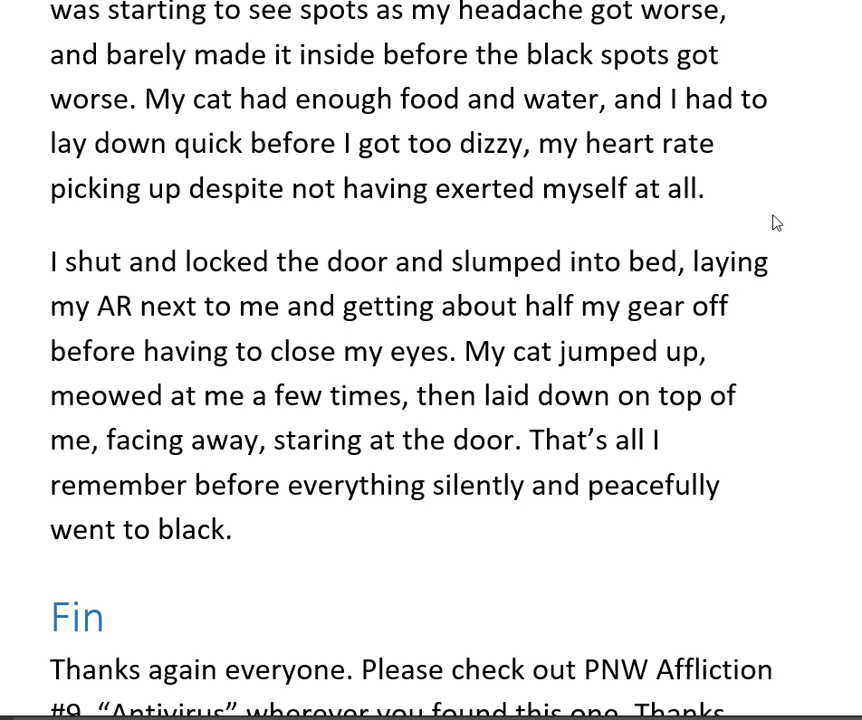 was starting to see spots as my headache got worse,
and barely made it inside before the black spots got
worse. My cat had enough food and water, and I had to
lay down quick before I got too dizzy, my heart rate
picking up despite not having exerted myself at all.
I shut and locked the door and slumped into bed, laying
my AR next to me and getting about half my gear off
before having to close my eyes. My cat jumped up,
meowed at me a few times, then laid down on top of
me, facing away, staring at the door. That’s all I
remember before everything silently and peacefully
went to black.
Fin
Thanks again everyone. Please check out PNW Affliction
#9, “Antivirus” wherever you found this one. Thanks